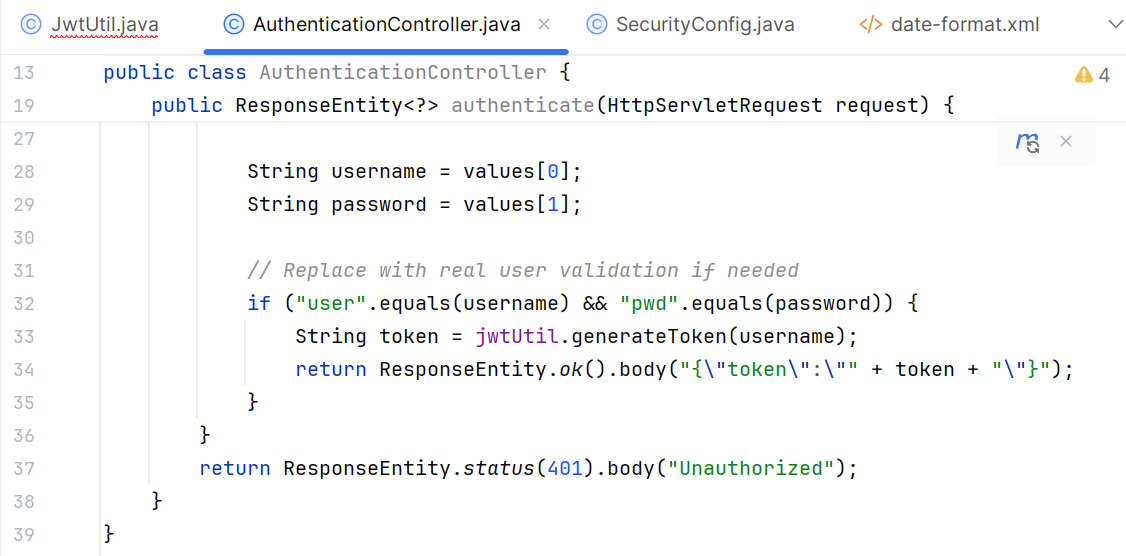 JwtUtil.java AuthenticationController.java SecurityConfig.java </> date-format.xml
13 public class AuthenticationController {
19 public ResponseEntity<?> authenticate(HttpServletRequest request) {
4
27
28 String username = values[0];
29 String password = values[1];
30
31 // Replace with real user validation if needed
32 if ("user".equals(username) && "pwd".equals(password)) {
33 String token = jwtUtil.generateToken(username);
34 return ResponseEntity.ok().body("{\"token\":\"" + token + "\"}");
35 }
36 }
37 return ResponseEntity.status(401).body("Unauthorized");
38 }
39 }